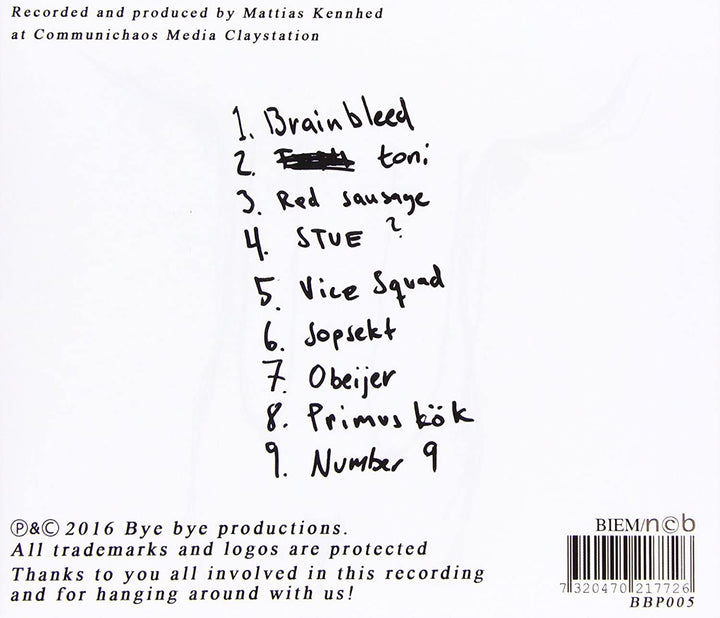 Recorded and produced by Mattias Kennhed
at Communichaos Media Claystation
1. Brainbleed
2. toni
3. Red sausage
4. STUE ?
5. Vice Squad
6. Sopsekt
7. Obeijer
8. Primus kök
9. Number 9
Ⓟ&Ⓒ 2016 Bye bye productions.
All trademarks and logos are protected
Thanks to you all involved in this recording
and for hanging around with us!
BIEM/n©b
7 320470 217726
BBP005